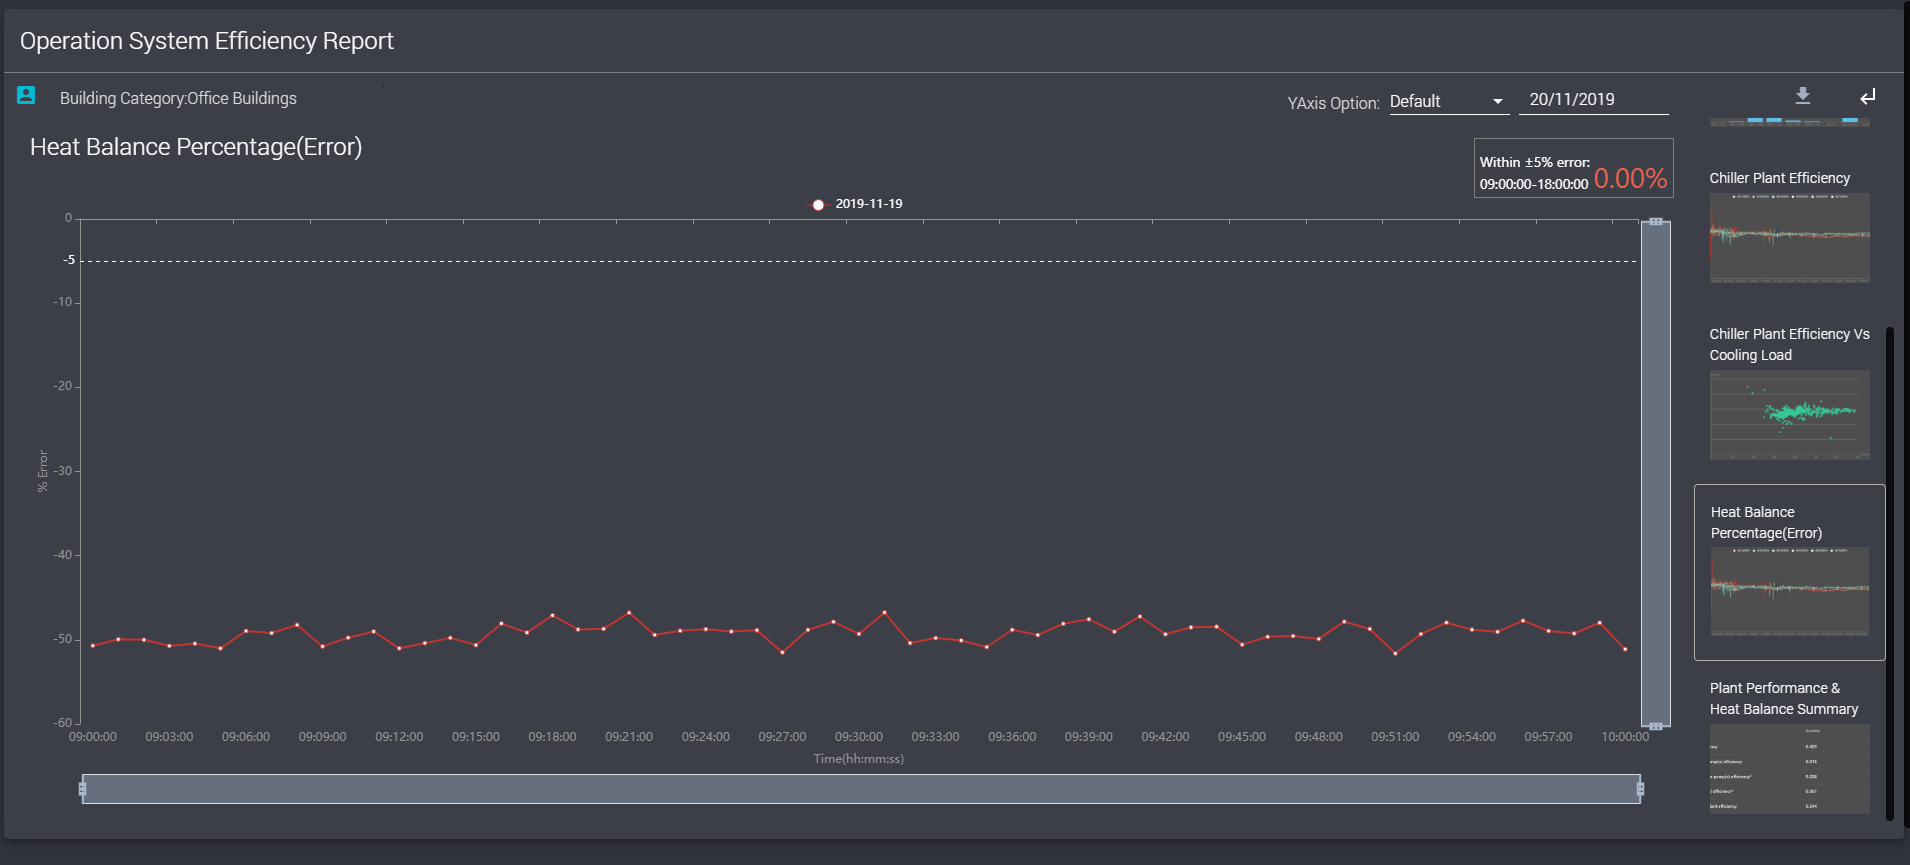 Operation System Efficiency Report
Building Category:Office Buildings
YAxis Option: Default 20/11/2019
Heat Balance Percentage(Error)
Within ±5% error:
09:00:00-18:00:00 0.00%
2019-11-19
0
-5
-10
-20
-30
-40
-50
-60
% Error
09:00:00 09:03:00 09:06:00 09:09:00 09:12:00 09:15:00 09:18:00 09:21:00 09:24:00 09:27:00 09:30:00 09:33:00 09:36:00 09:39:00 09:42:00 09:45:00 09:48:00 09:51:00 09:54:00 09:57:00 10:00:00
Time(hh:mm:ss)
Chiller Plant Efficiency
Chiller Plant Efficiency Vs
Cooling Load
Heat Balance
Percentage(Error)
Plant Performance &
Heat Balance Summary